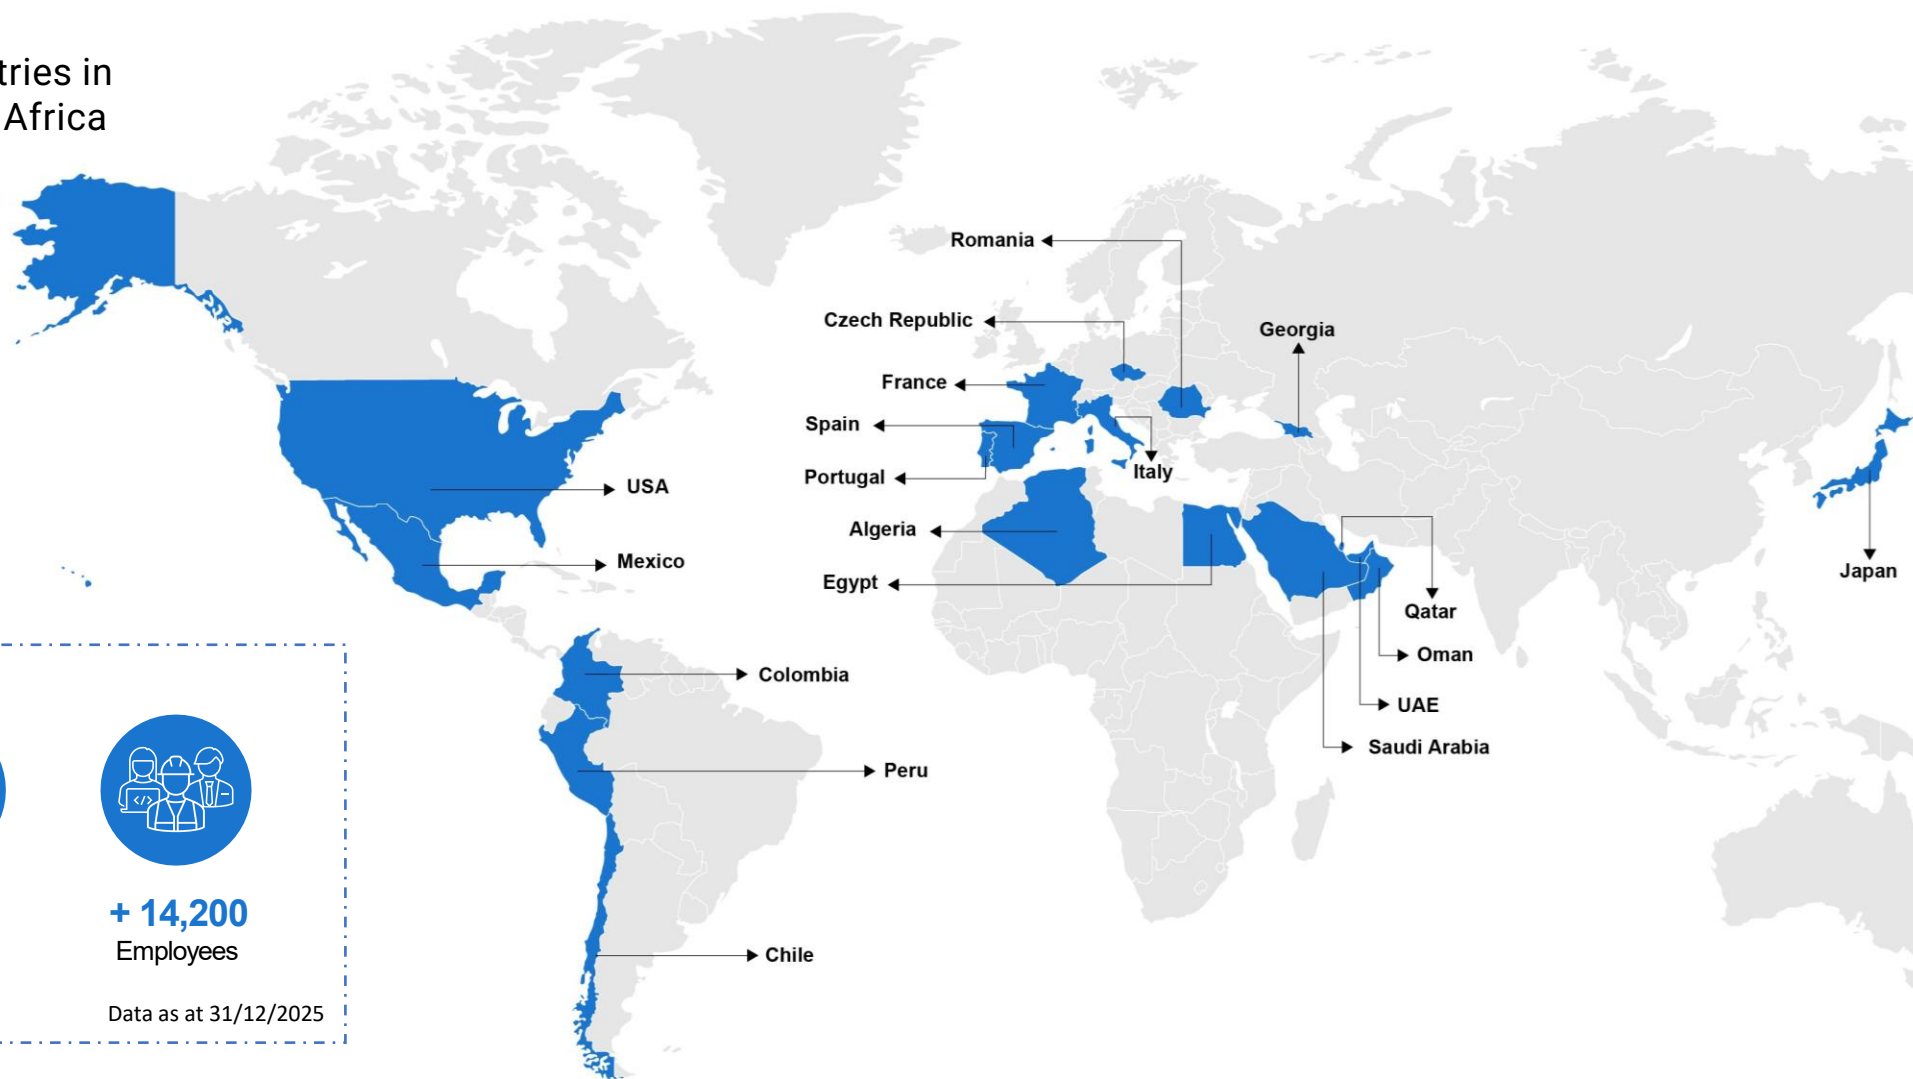 tries in
Africa
Romania
Czech Republic
Georgia
France
Spain
Italy
Portugal
USA
Algeria
Mexico
Egypt
Japan
Qatar
Oman
Colombia
UAE
Saudi Arabia
Peru
</>
+ 14,200
Employees
Chile
Data as at 31/12/2025